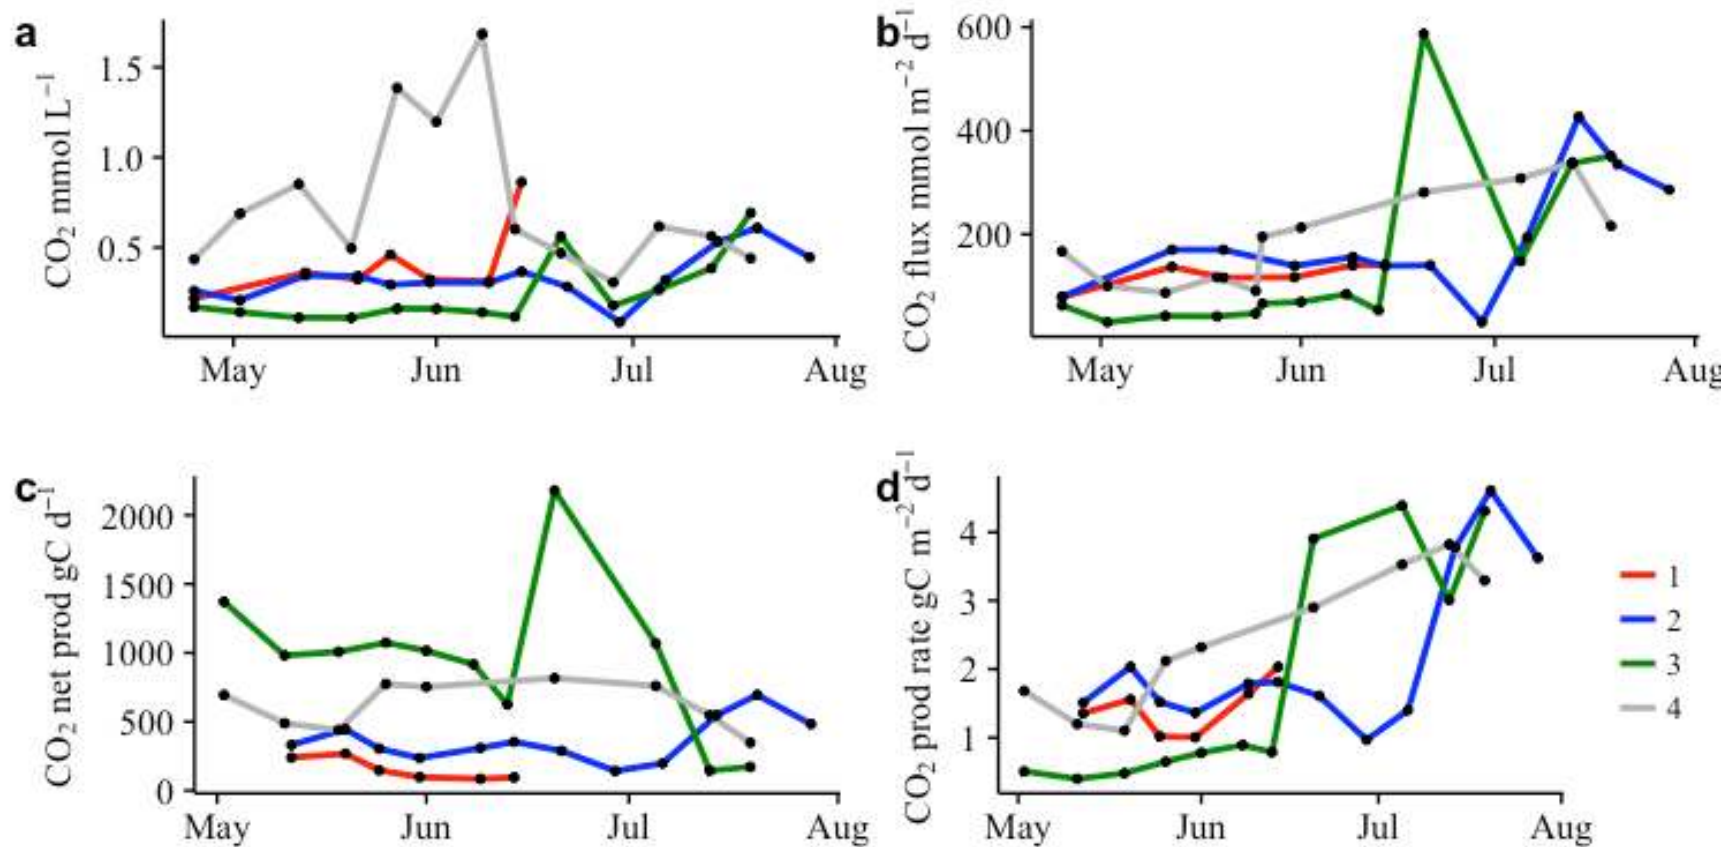 a
CO₂ mmol L⁻¹
1.5
1.0
0.5
May Jun Jul Aug
b
CO₂ flux mmol m⁻² d⁻¹
600
400
200
May Jun Jul Aug
c
CO₂ net prod gC d⁻¹
2000
1500
1000
500
0
May Jun Jul Aug
d
CO₂ prod rate gC m⁻² d⁻¹
4
3
2
1
May Jun Jul Aug
1
2
3
4